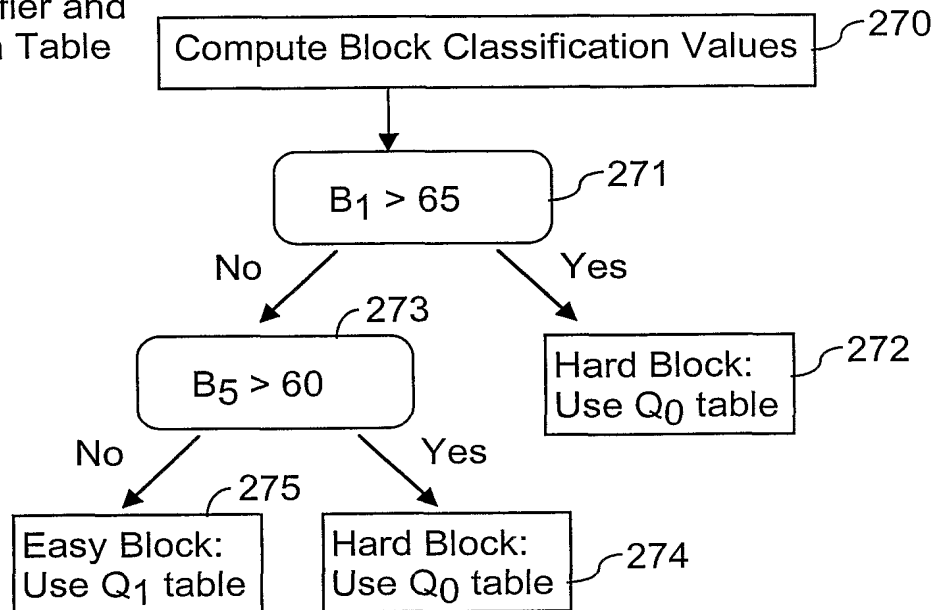 and
Table
Compute Block Classification Values
270
B1 > 65
271
No
Yes
273
B5 > 60
Hard Block:
Use Q0 table
272
No
Yes
275
Easy Block:
Use Q1 table
Hard Block:
Use Q0 table
274